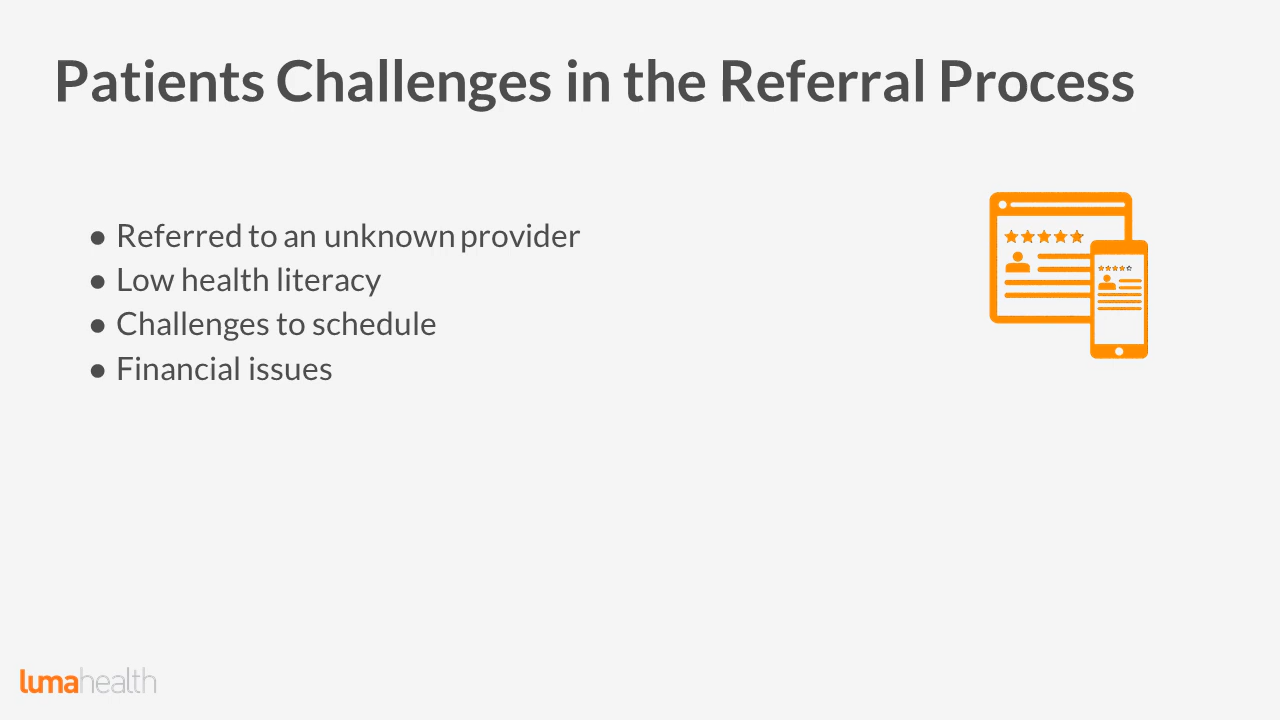 Patients Challenges in the Referral Process
● Referred to an unknown provider
● Low health literacy
● Challenges to schedule
● Financial issues
lumahealth